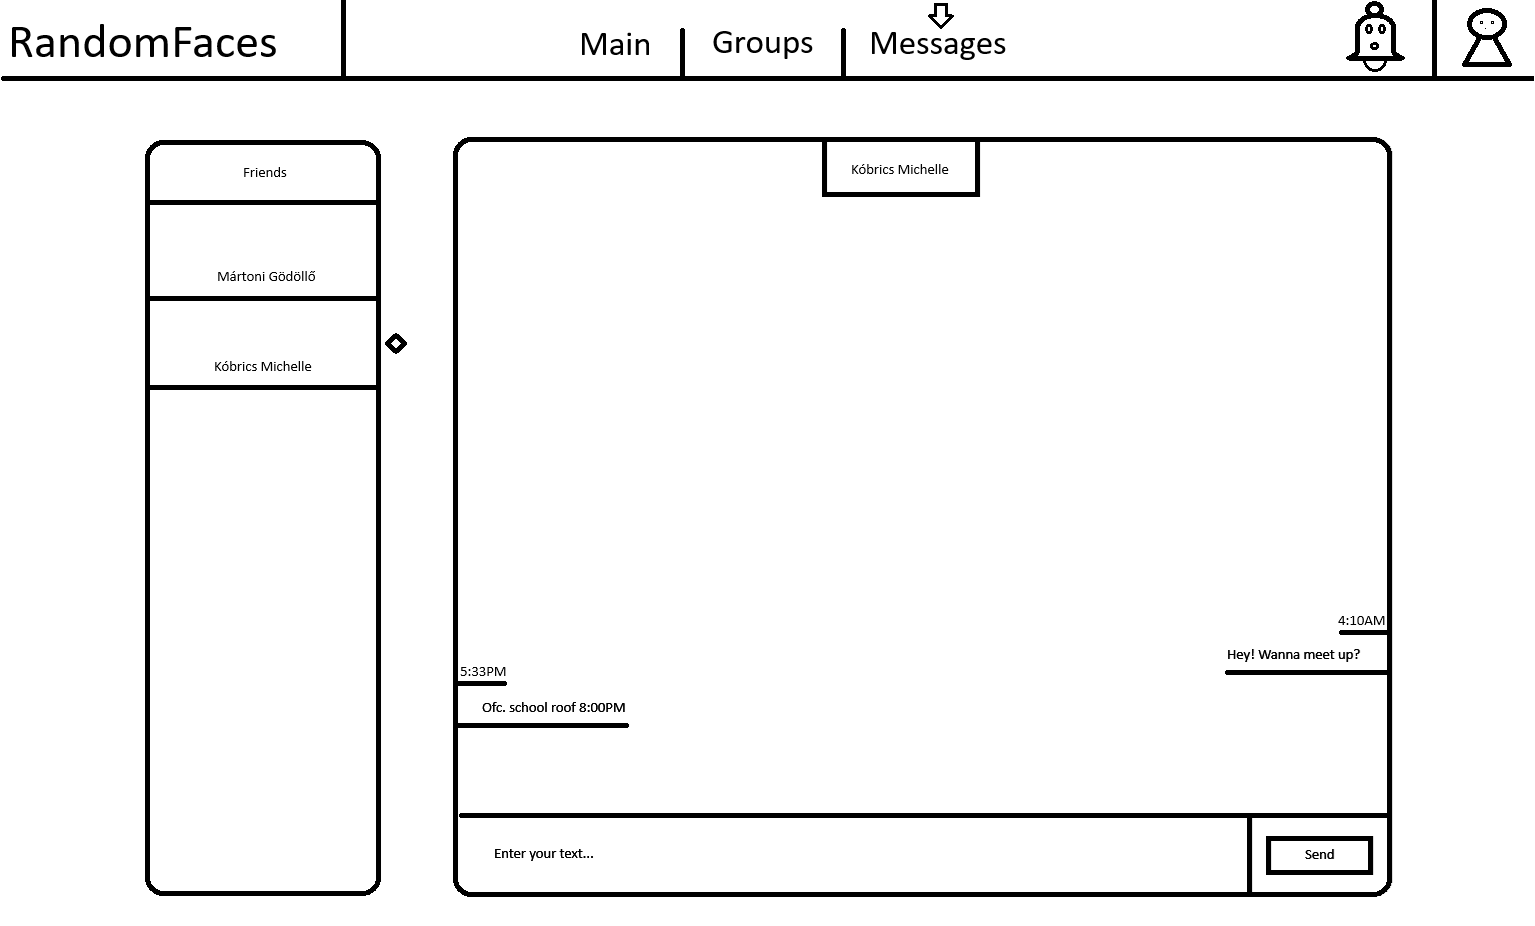 RandomFaces
Main
Groups
Messages
Friends
Mártoni Gödöllő
Kóbrics Michelle
Kóbrics Michelle
4:10AM
Hey! Wanna meet up?
5:33PM
Ofc. school roof 8:00PM
Enter your text...
Send